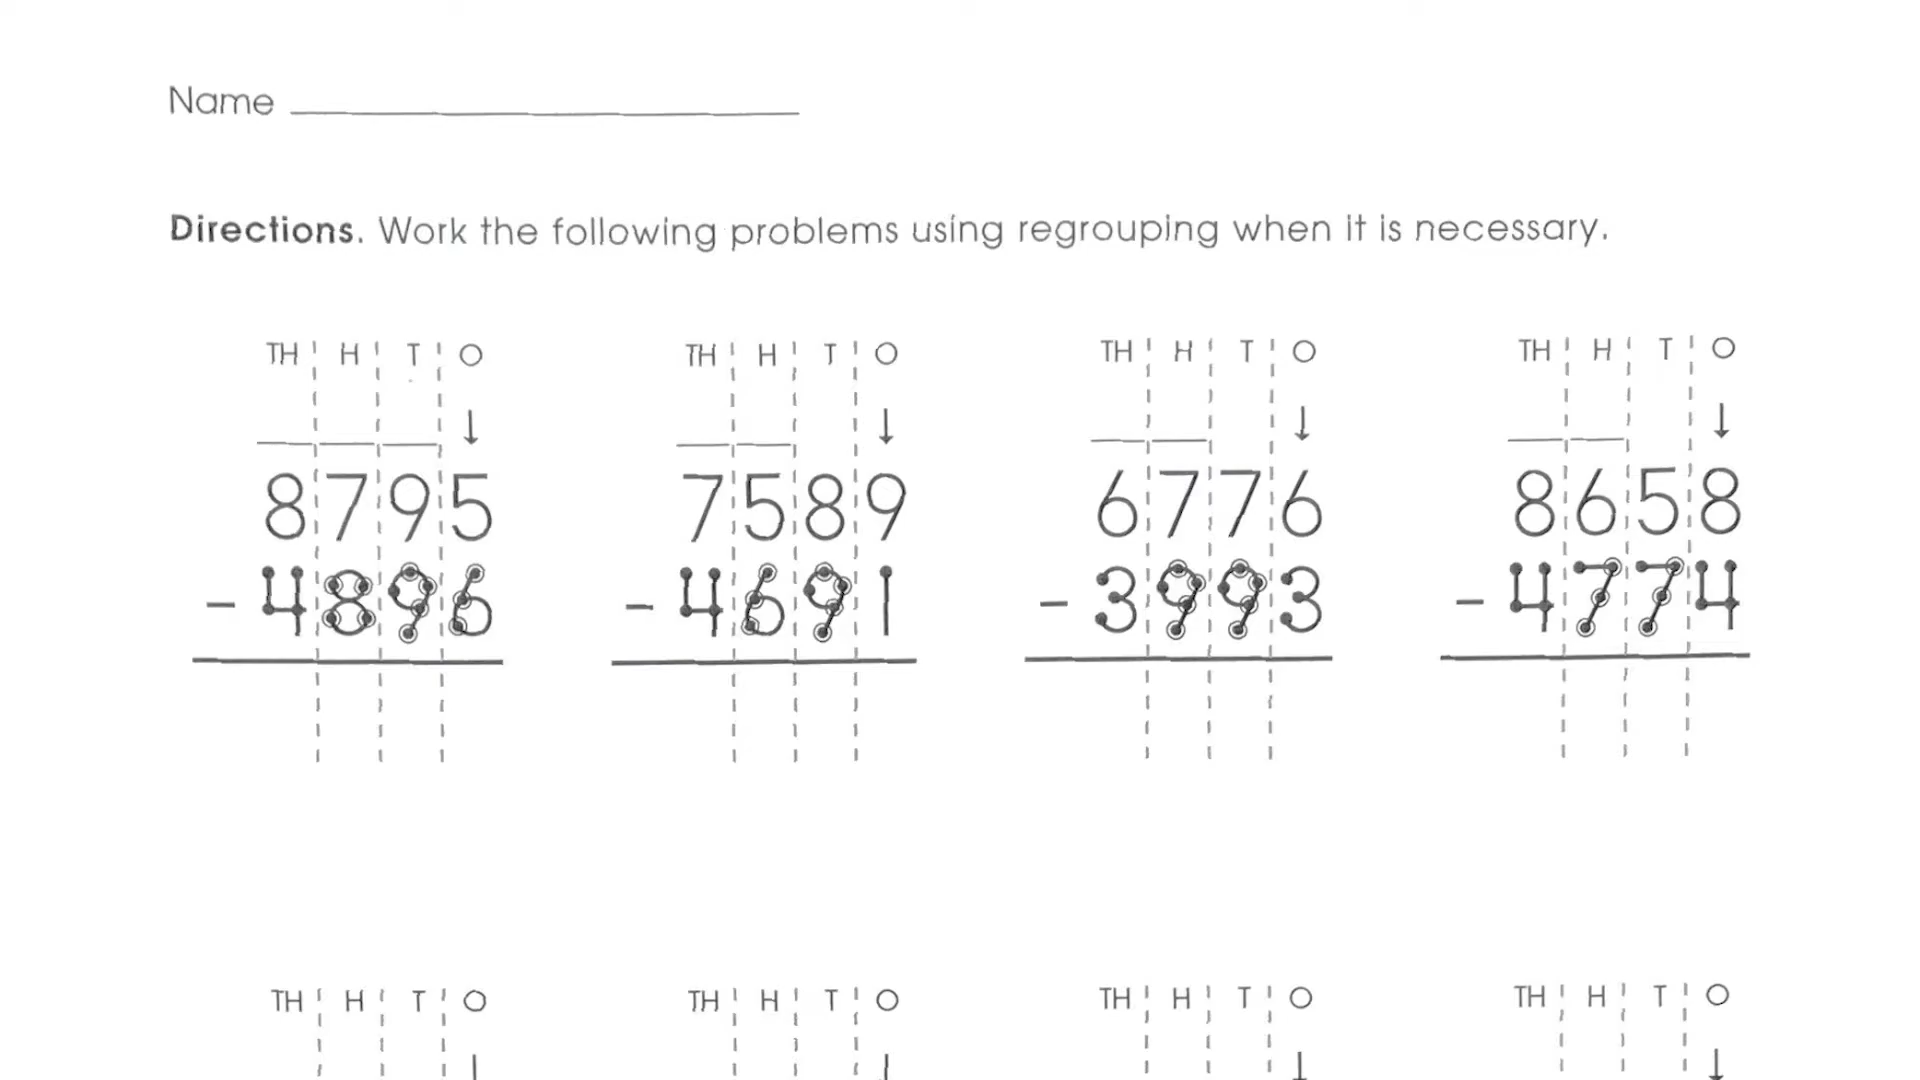 Name
Directions. Work the following problems using regrouping when it is necessary.
TH H T O TH H T O TH H T O TH H T O
8795 7589 6776 8658
- 4896 - 4691 - 3993 - 4774
TH H T O TH H T O TH H T O TH H T O